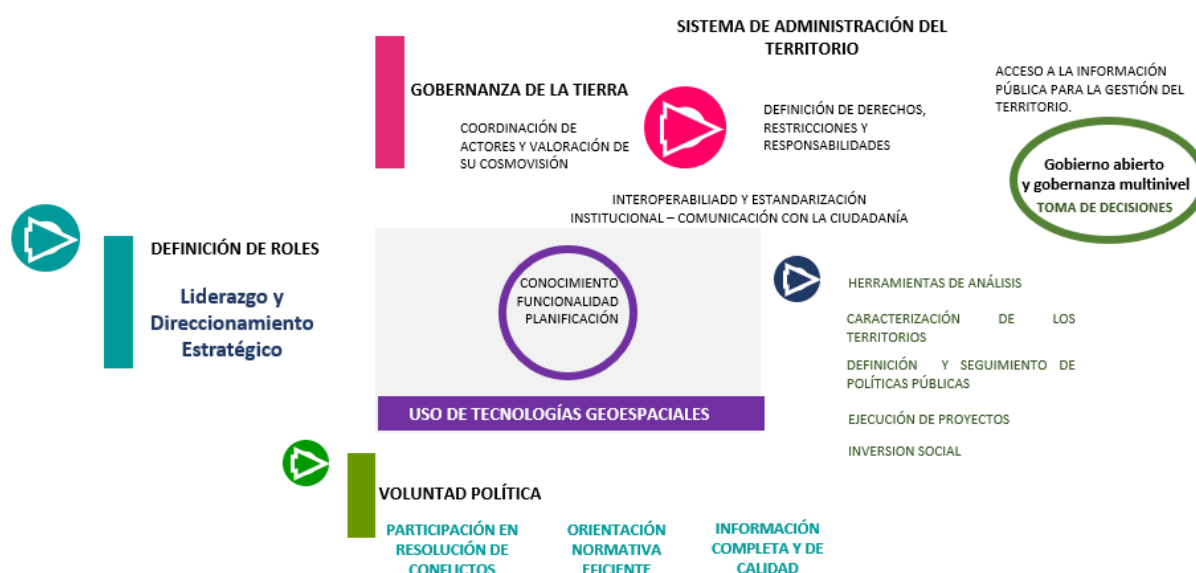 SISTEMA DE ADMINISTRACIÓN DEL
TERRITORIO
GOBERNANZA DE LA TIERRA
COORDINACIÓN DE
ACTORES Y VALORACIÓN DE
SU COSMOVISIÓN
DEFINICIÓN DE DERECHOS,
RESTRICCIONES Y
RESPONSABILIDADES
ACCESO A LA INFORMACIÓN
PÚBLICA PARA LA GESTIÓN DEL
TERRITORIO.
Gobierno abierto
y gobernanza multinivel
TOMA DE DECISIONES
INTEROPERABILIADD Y ESTANDARIZACIÓN
INSTITUCIONAL – COMUNICACIÓN CON LA CIUDADANÍA
DEFINICIÓN DE ROLES
Liderazgo y
Direccionamiento
Estratégico
CONOCIMIENTO
FUNCIONALIDAD
PLANIFICACIÓN
USO DE TECNOLOGÍAS GEOESPACIALES
HERRAMIENTAS DE ANÁLISIS
CARACTERIZACIÓN DE LOS
TERRITORIOS
DEFINICIÓN Y SEGUIMIENTO DE
POLÍTICAS PÚBLICAS
EJECUCIÓN DE PROYECTOS
INVERSION SOCIAL
VOLUNTAD POLÍTICA
PARTICIPACIÓN EN
RESOLUCIÓN DE
CONFLICTOS
ORIENTACIÓN
NORMATIVA
EFICIENTE
INFORMACIÓN
COMPLETA Y DE
CALIDAD